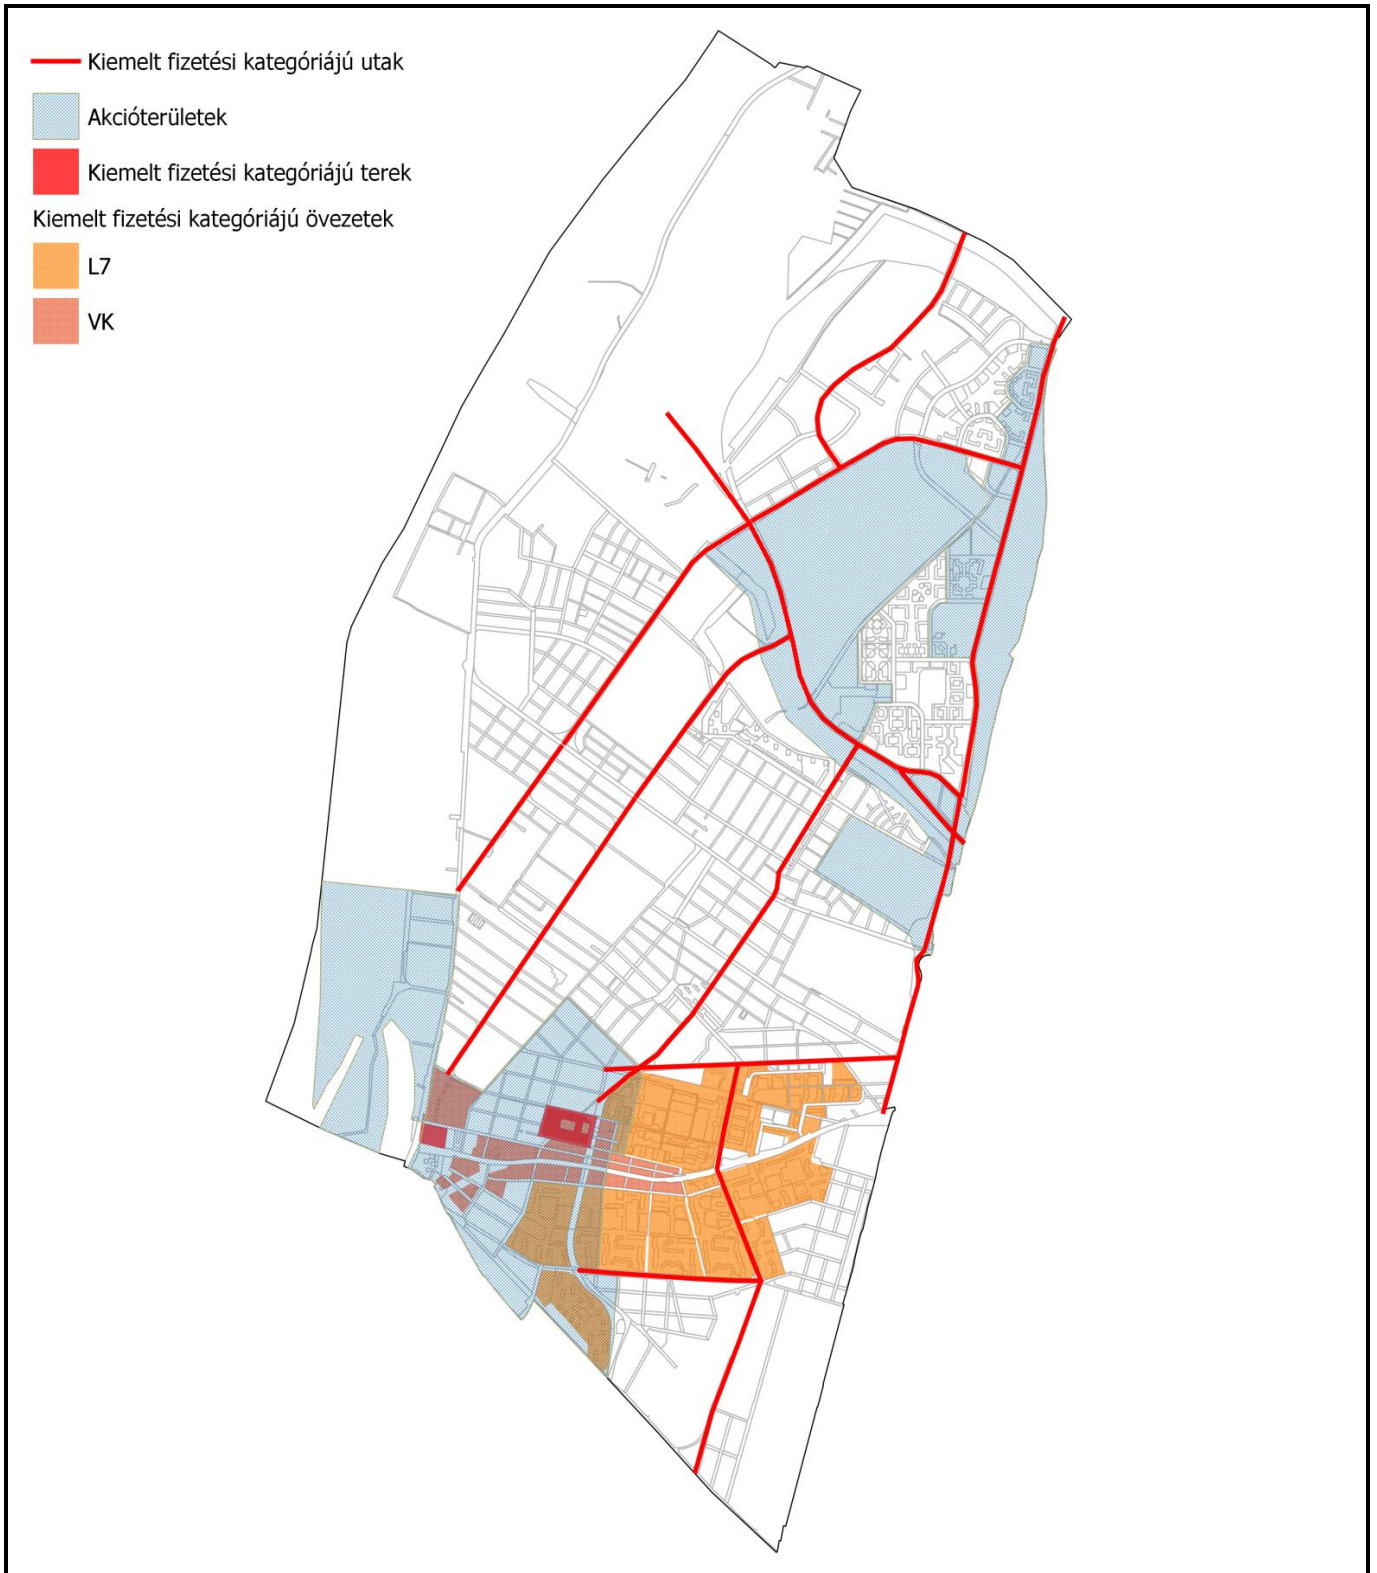 Kiemelt fizetési kategóriájú utak
Akcióterületek
Kiemelt fizetési kategóriájú terek
Kiemelt fizetési kategóriájú övezetek
L7
VK